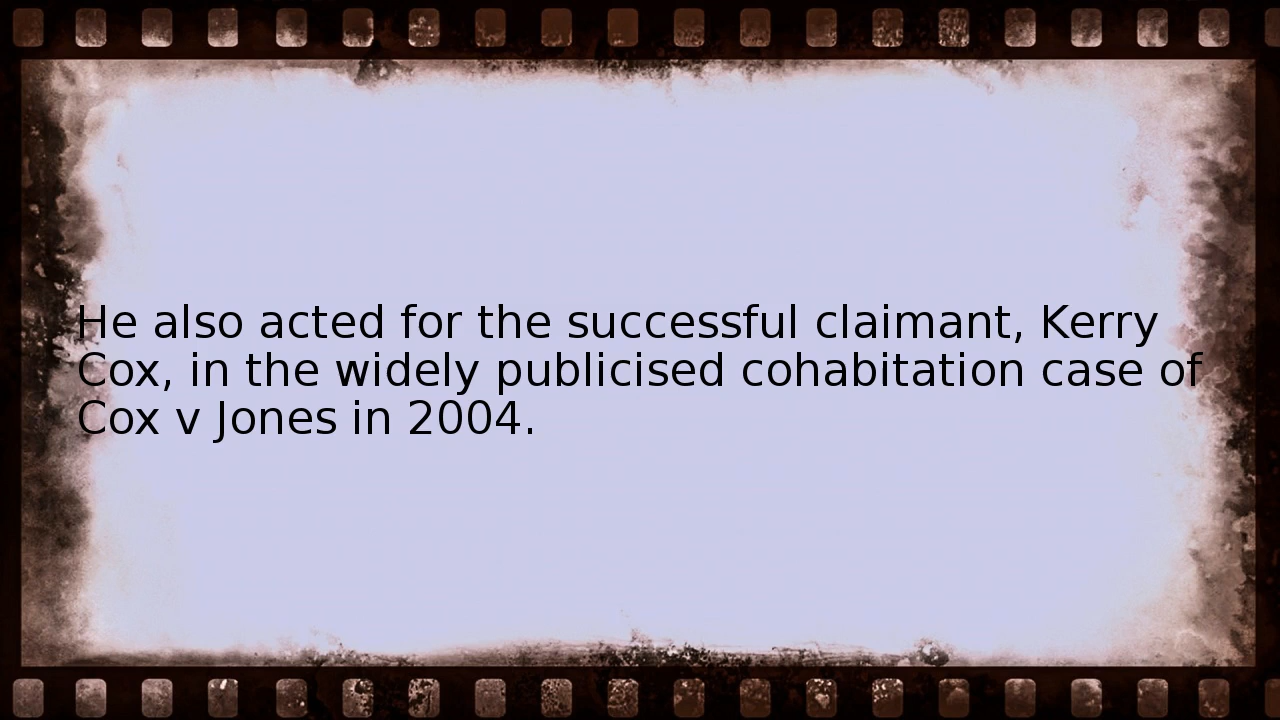 He also acted for the successful claimant, Kerry
Cox, in the widely publicised cohabitation case of
Cox v Jones in 2004.